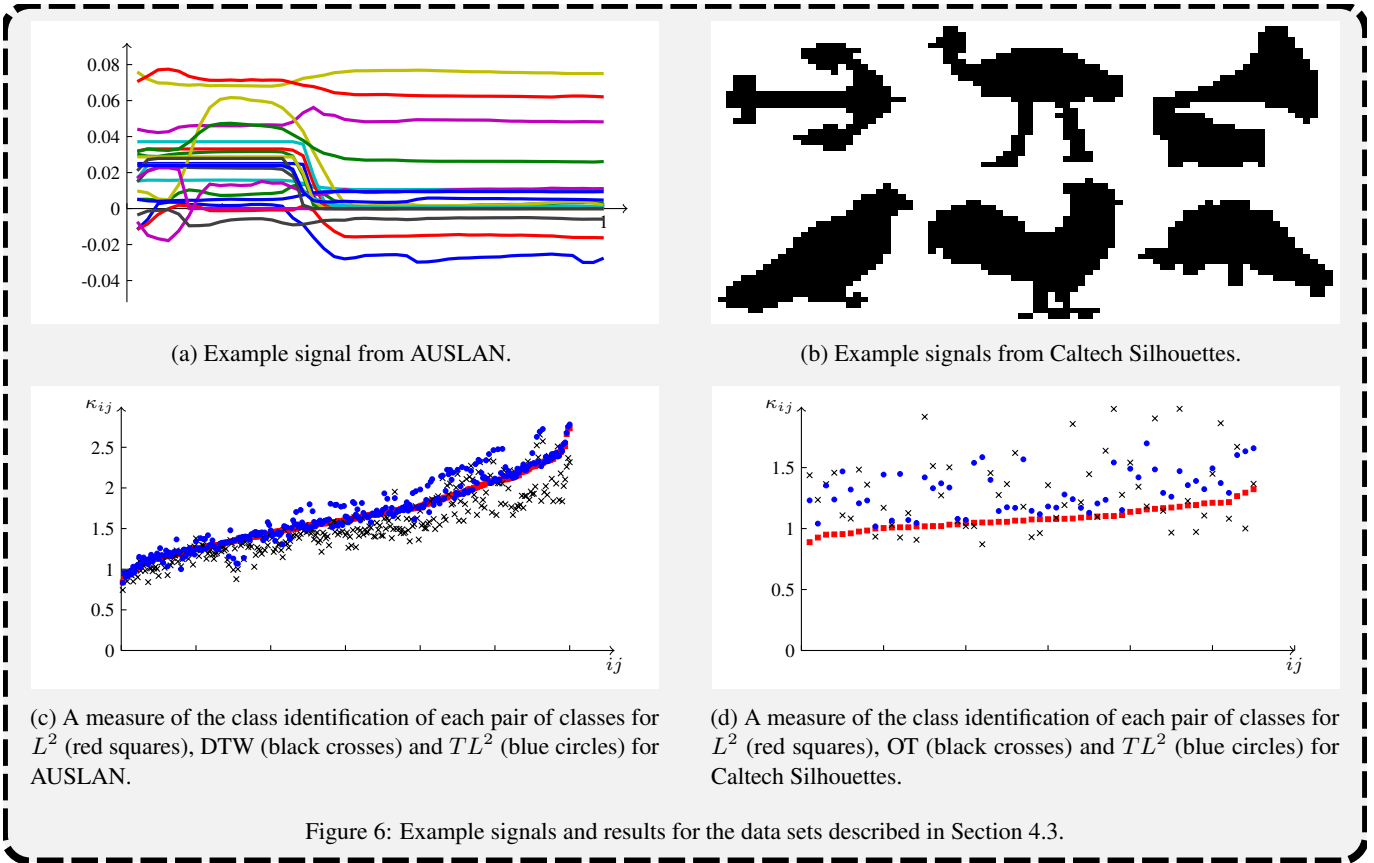 0.08
0.06
0.04
0.02
0
-0.02
-0.04
1
(a) Example signal from AUSLAN.
(b) Example signals from Caltech Silhouettes.
κij
2.5
2
1.5
1
0.5
0
ij
(c) A measure of the class identification of each pair of classes for
L² (red squares), DTW (black crosses) and TL² (blue circles) for
AUSLAN.
κij
1.5
1
0.5
0
ij
(d) A measure of the class identification of each pair of classes for
L² (red squares), OT (black crosses) and TL² (blue circles) for
Caltech Silhouettes.
Figure 6: Example signals and results for the data sets described in Section 4.3.